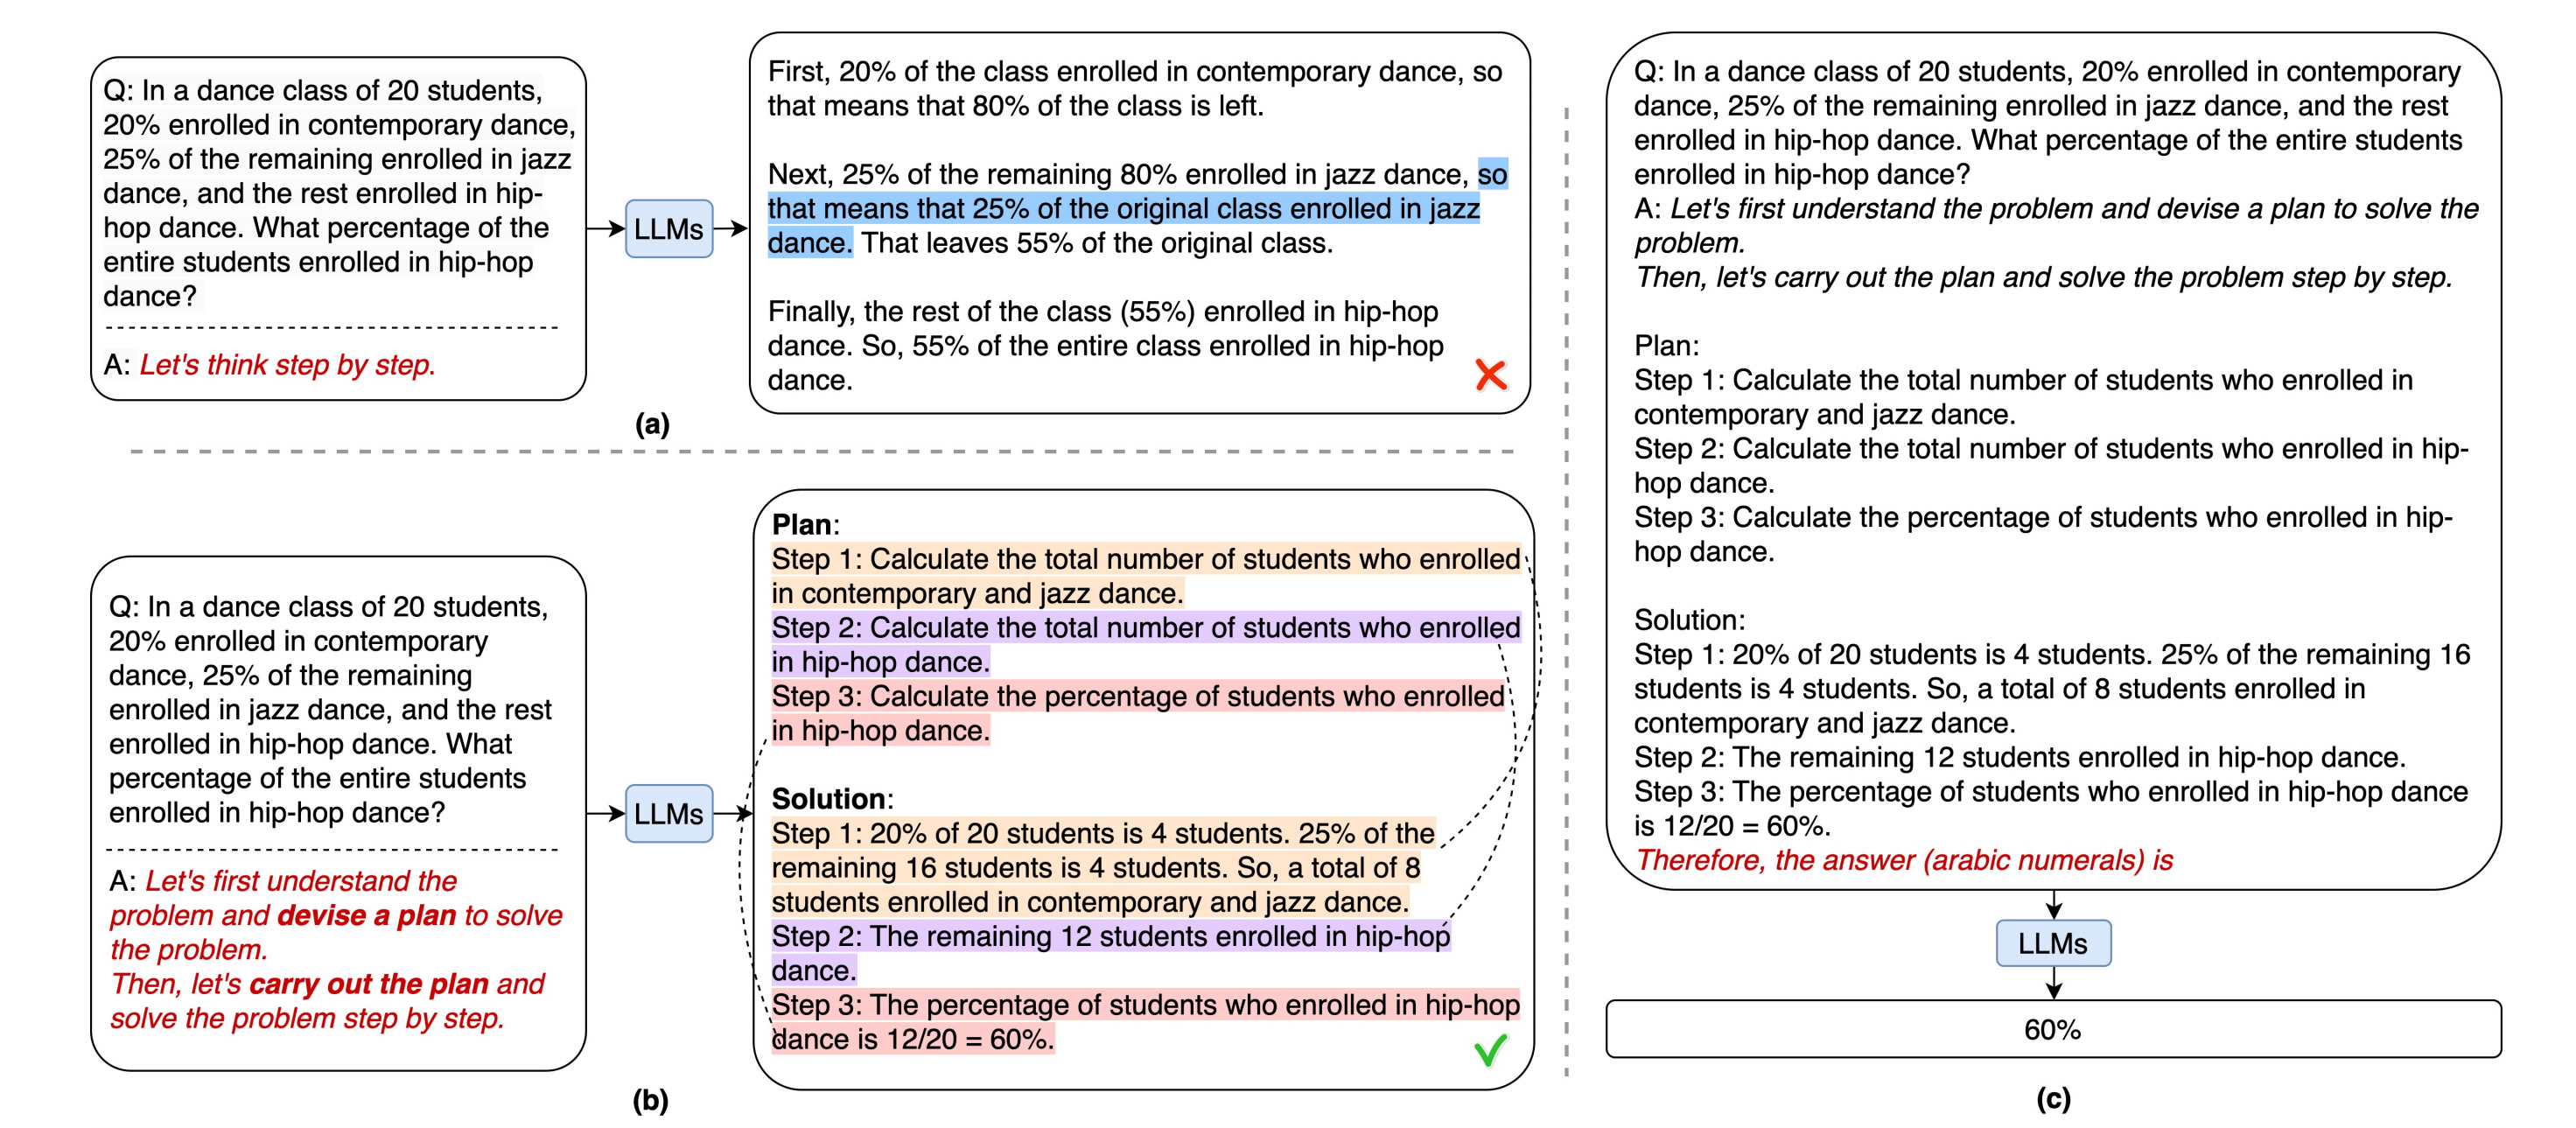 Q: In a dance class of 20 students,
20% enrolled in contemporary dance,
25% of the remaining enrolled in jazz
dance, and the rest enrolled in hip-
hop dance. What percentage of the
entire students enrolled in hip-hop
dance?
A: Let's think step by step.
LLMs
First, 20% of the class enrolled in contemporary dance, so
that means that 80% of the class is left.
Next, 25% of the remaining 80% enrolled in jazz dance, so
that means that 25% of the original class enrolled in jazz
dance. That leaves 55% of the original class.
Finally, the rest of the class (55%) enrolled in hip-hop
dance. So, 55% of the entire class enrolled in hip-hop
dance.
(a)
Q: In a dance class of 20 students,
20% enrolled in contemporary
dance, 25% of the remaining
enrolled in jazz dance, and the rest
enrolled in hip-hop dance. What
percentage of the entire students
enrolled in hip-hop dance?
A: Let's first understand the
problem and devise a plan to solve
the problem.
Then, let's carry out the plan and
solve the problem step by step.
LLMs
Plan:
Step 1: Calculate the total number of students who enrolled
in contemporary and jazz dance.
Step 2: Calculate the total number of students who enrolled
in hip-hop dance.
Step 3: Calculate the percentage of students who enrolled
in hip-hop dance.
Solution:
Step 1: 20% of 20 students is 4 students. 25% of the
remaining 16 students is 4 students. So, a total of 8
students enrolled in contemporary and jazz dance.
Step 2: The remaining 12 students enrolled in hip-hop
dance.
Step 3: The percentage of students who enrolled in hip-hop
dance is 12/20 = 60%.
(b)
Q: In a dance class of 20 students, 20% enrolled in contemporary
dance, 25% of the remaining enrolled in jazz dance, and the rest
enrolled in hip-hop dance. What percentage of the entire students
enrolled in hip-hop dance?
A: Let's first understand the problem and devise a plan to solve the
problem.
Then, let's carry out the plan and solve the problem step by step.
Plan:
Step 1: Calculate the total number of students who enrolled in
contemporary and jazz dance.
Step 2: Calculate the total number of students who enrolled in hip-
hop dance.
Step 3: Calculate the percentage of students who enrolled in hip-
hop dance.
Solution:
Step 1: 20% of 20 students is 4 students. 25% of the remaining 16
students is 4 students. So, a total of 8 students enrolled in
contemporary and jazz dance.
Step 2: The remaining 12 students enrolled in hip-hop dance.
Step 3: The percentage of students who enrolled in hip-hop dance
is 12/20 = 60%.
Therefore, the answer (arabic numerals) is
LLMs
60%
(c)